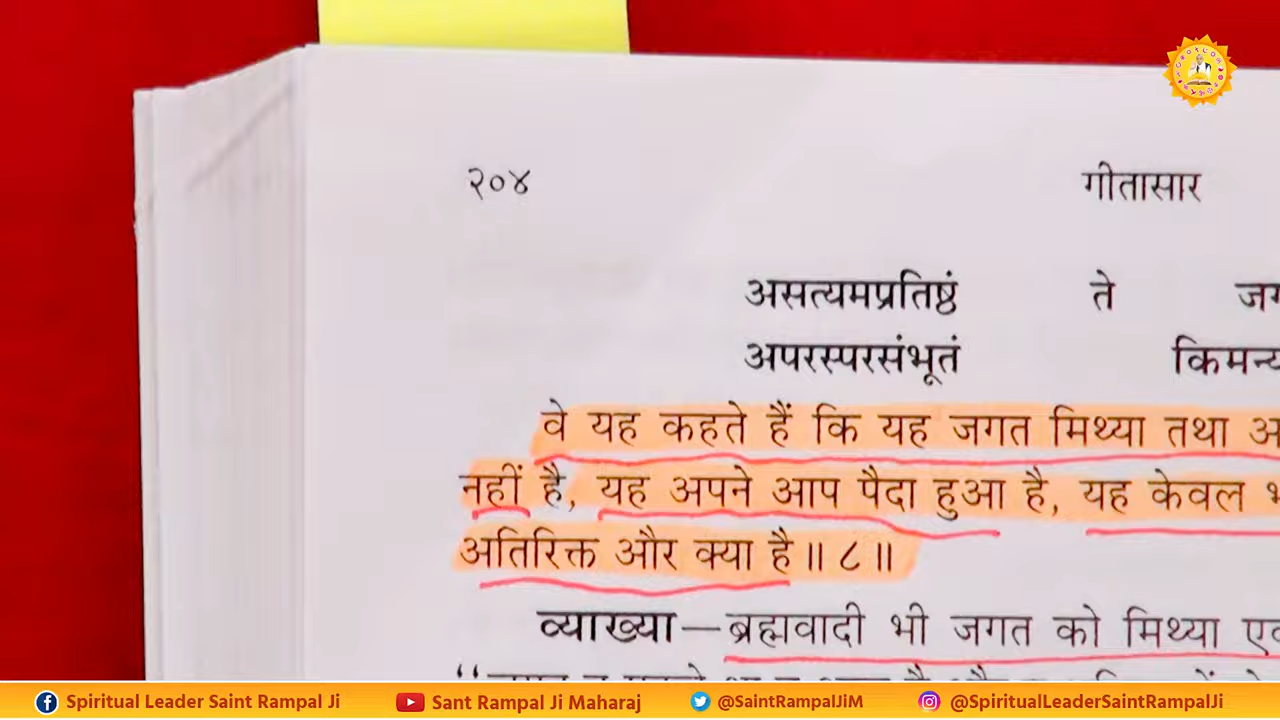 २०४ गीतासार
असत्यमप्रतिष्ठं ते
अपरस्परसंभूतं
वे यह कहते हैं कि यह जगत मिथ्या तथा
नहीं है, यह अपने आप पैदा हुआ है, यह केवल
अतिरिक्त और क्या है॥८॥
व्याख्या—ब्रह्मवादी भी जगत को मिथ्या
Spiritual Leader Saint Rampal Ji Sant Rampal Ji Maharaj @SaintRampalJiM @SpiritualLeaderSaintRampalJi